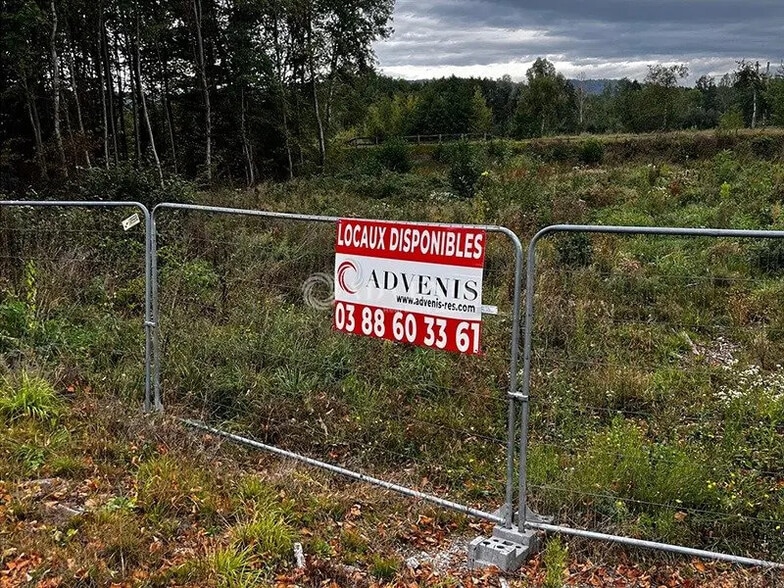 LOCAUX DISPONIBLES
ADVENIS
www.advenis-res.com
03 88 60 33 61